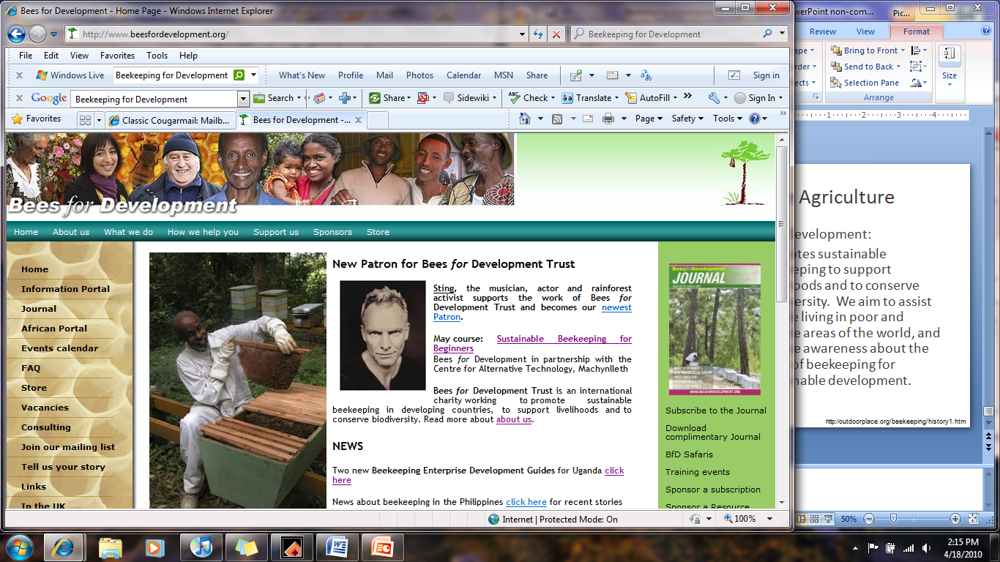 Bees for Development - Home Page - Windows Internet Explorer
http://www.beesfordevelopment.org/
Beekeeping for Development
File Edit View Favorites Tools Help
Windows Live Beekeeping for Development What's New Profile Mail Photos Calendar MSN Share Sign in
Google Beekeeping for Development Search Share Sidewiki Check Translate AutoFill Sign In
Favorites Classic Cougarmail: Mailb... Bees for Development -... Page Safety Tools
Bees for Development
Home About us What we do How we help you Support us Sponsors Store
Home
Information Portal
Journal
African Portal
Events calendar
FAQ
Store
Vacancies
Consulting
Join our mailing list
Tell us your story
Links
In the UK
New Patron for Bees for Development Trust
Sting, the musician, actor and rainforest
activist supports the work of Bees for
Development Trust and becomes our newest
Patron.
May course: Sustainable Beekeeping for
Beginners
Bees for Development in partnership with the
Centre for Alternative Technology, Machynlleth
Bees for Development Trust is an international
charity working to promote sustainable
beekeeping in developing countries, to support livelihoods and to
conserve biodiversity. Read more about about us.
NEWS
Two new Beekeeping Enterprise Development Guides for Uganda click
here
News about beekeeping in the Philippines click here for recent stories
Bees for Development
JOURNAL
WWW.BEESFORDEVELOPMENT.ORG
Subscribe to the Journal
Download
complimentary Journal
BfD Safaris
Training events
Sponsor a subscription
Sponsor a Resource
Internet | Protected Mode: On
100%
werPoint non-com... Pic...
Review View Format
ape Bring to Front
rder Send to Back
ects Selection Pane
Size
Arrange
1 2 3 4
Agriculture
evelopment:
otes sustainable
eping to support
oods and to conserve
ersity. We aim to assist
e living in poor and
e areas of the world, and
e awareness about the
of beekeeping for
nable development.
http://outdoorplace.org/beekeeping/history1.htm
50%
2:15 PM
4/18/2010